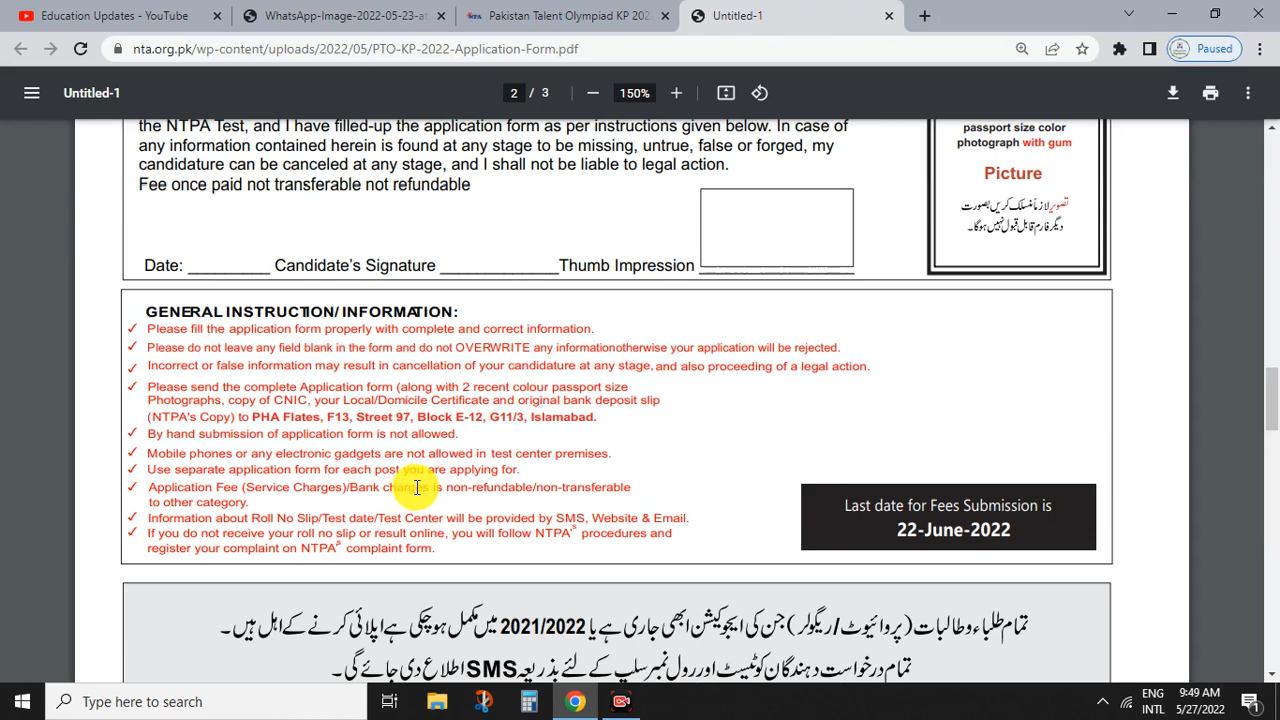 Education Updates - YouTube
WhatsApp-Image-2022-05-23-at
Pakistan Talent Olympiad KP 202
Untitled-1
nta.org.pk/wp-content/uploads/2022/05/PTO-KP-2022-Application-Form.pdf
Paused
Untitled-1
2 / 3
150%
the NTPA Test, and I have filled-up the application form as per instructions given below. In case of
any information contained herein is found at any stage to be missing, untrue, false or forged, my
candidature can be canceled at any stage, and I shall not be liable to legal action.
Fee once paid not transferable not refundable
Date: _________ Candidate's Signature _____________Thumb Impression
passport size color
photograph with gum
Picture
تصویر لازماً منسلک کریں بصورت
دیگر فارم قابل قبول نہیں ہوگا۔
GENERAL INSTRUCTION/ INFORMATION:
✓ Please fill the application form properly with complete and correct information.
✓ Please do not leave any field blank in the form and do not OVERWRITE any informationotherwise your application will be rejected.
✓ Incorrect or false information may result in cancellation of your candidature at any stage, and also proceeding of a legal action.
✓ Please send the complete Application form (along with 2 recent colour passport size
Photographs, copy of CNIC, your Local/Domicile Certificate and original bank deposit slip
(NTPA's Copy) to PHA Flates, F13, Street 97, Block E-12, G11/3, Islamabad.
✓ By hand submission of application form is not allowed.
✓ Mobile phones or any electronic gadgets are not allowed in test center premises.
✓ Use separate application form for each post you are applying for.
✓ Application Fee (Service Charges)/Bank charges is non-refundable/non-transferable
to other category.
✓ Information about Roll No Slip/Test date/Test Center will be provided by SMS, Website & Email.
✓ If you do not receive your roll no slip or result online, you will follow NTPA's procedures and
register your complaint on NTPA's complaint form.
Last date for Fees Submission is
22-June-2022
تمام طلباء و طالبات (پروائیوٹ/ریگولر) جن کی ایجوکیشن ابھی جاری ہے یا 2021/2022 میں مکمل ہو چکی ہے اپلائی کرنے کے اہل ہیں۔
تمام درخواست دہندگان کو ٹیسٹ اور رول نمبر سلپ کے لئے بذریعہ SMS اطلاع دی جائے گی۔
Type here to search
ENG
INTL
9:49 AM
5/27/2022
1